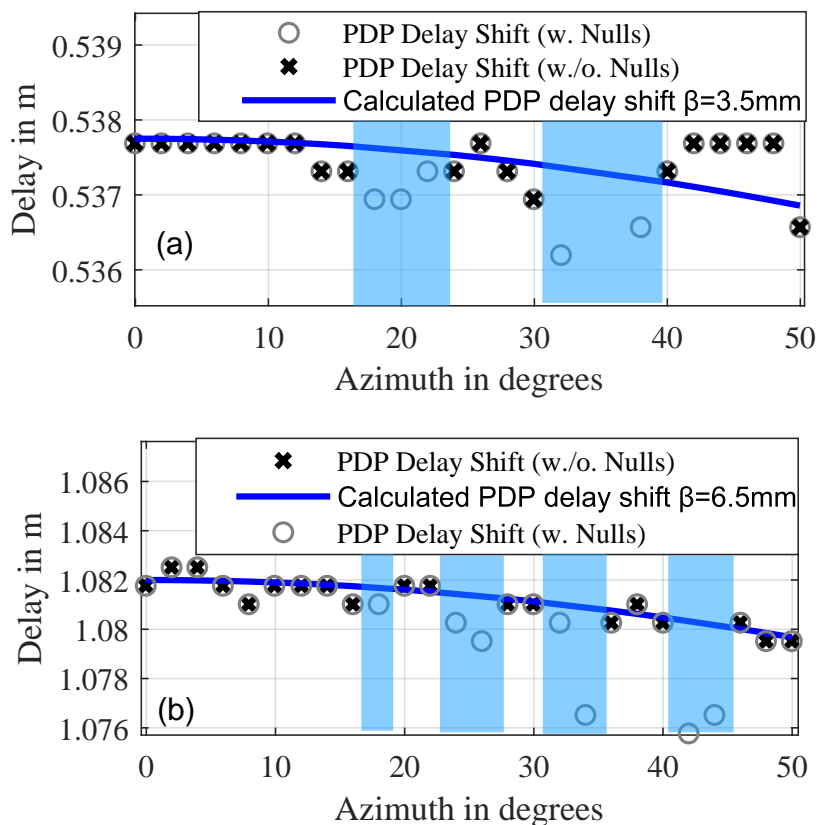 PDP Delay Shift (w. Nulls)
PDP Delay Shift (w./o. Nulls)
Calculated PDP delay shift β=3.5mm
0.539
0.538
0.537
0.536
Delay in m
(a)
0 10 20 30 40 50
Azimuth in degrees
PDP Delay Shift (w./o. Nulls)
Calculated PDP delay shift β=6.5mm
PDP Delay Shift (w. Nulls)
1.086
1.084
1.082
1.08
1.078
1.076
Delay in m
(b)
0 10 20 30 40 50
Azimuth in degrees